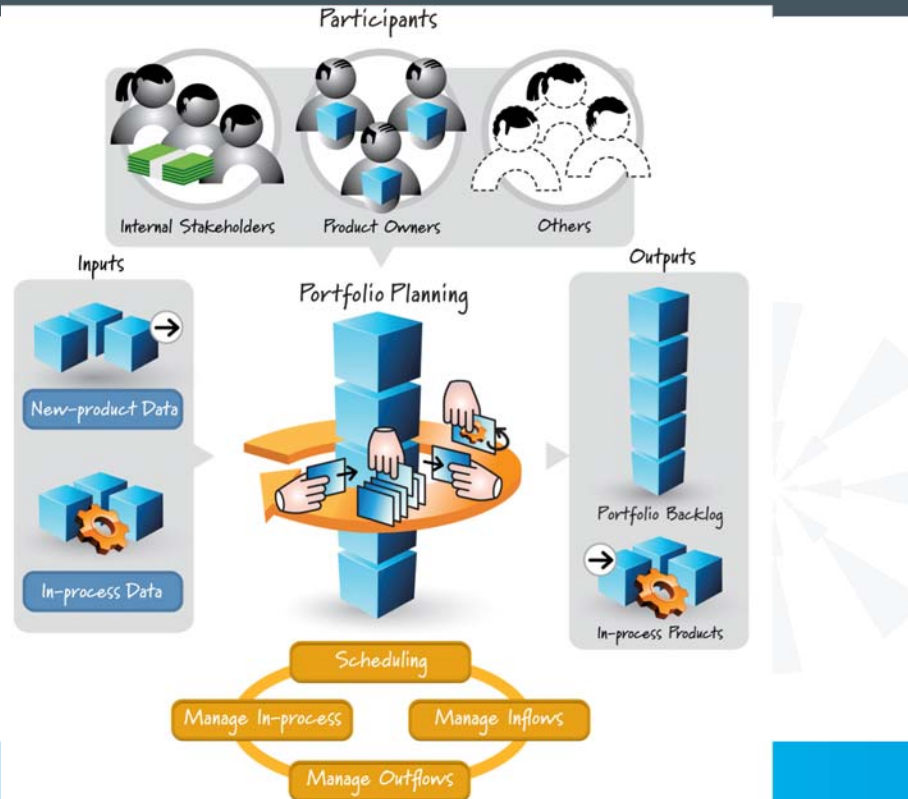 Participants
Internal Stakeholders
Product Owners
Others
Inputs
New-product Data
In-process Data
Portfolio Planning
Outputs
Portfolio Backlog
In-process Products
Scheduling
Manage In-process
Manage Inflows
Manage Outflows